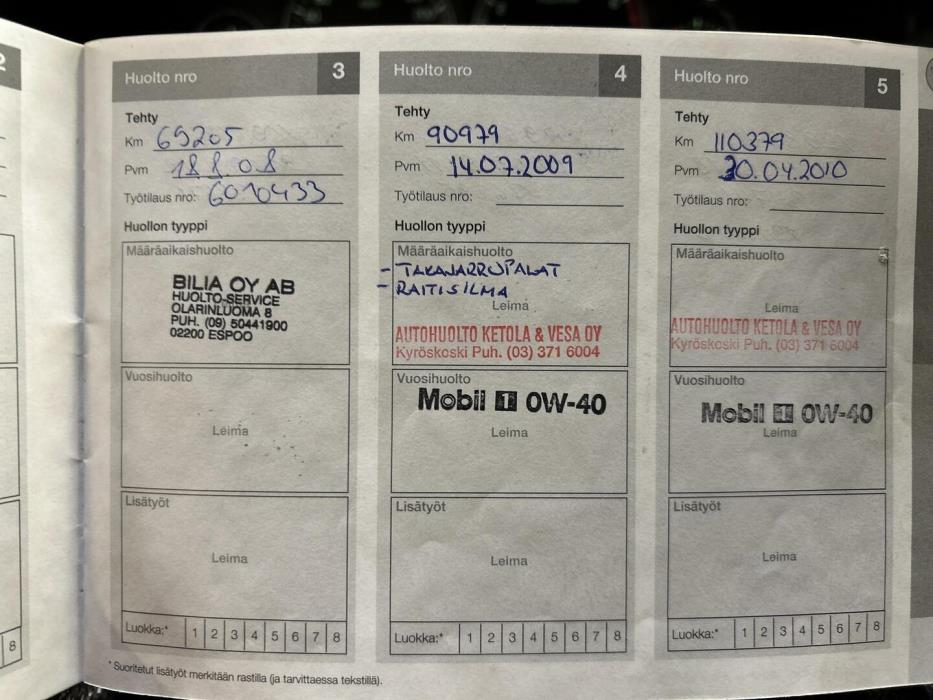 2
Huolto nro 3
Tehty
Km 69205
Pvm 18.8.08
Työtilaus nro: 6010433
Huollon tyyppi
Määräaikaishuolto
BILIA OY AB
HUOLTO-SERVICE
OLARINLUOMA 8
PUH. (09) 50441900
02200 ESPOO
Vuosihuolto
Leima
Lisätyöt
Leima
Luokka:* 1 2 3 4 5 6 7 8
Huolto nro 4
Tehty
Km 90979
Pvm 14.07.2009
Työtilaus nro:
Huollon tyyppi
Määräaikaishuolto
- TAKAJARRUPALAT
- RAITISILMA
Leima
AUTOHUOLTO KETOLA & VESA OY
Kyröskoski Puh. (03) 371 6004
Vuosihuolto
Mobil 1 0W-40
Leima
Lisätyöt
Leima
Luokka:* 1 2 3 4 5 6 7 8
Huolto nro 5
Tehty
Km 110379
Pvm 20.04.2010
Työtilaus nro:
Huollon tyyppi
Määräaikaishuolto
Leima
AUTOHUOLTO KETOLA & VESA OY
Kyröskoski Puh. (03) 371 6004
Vuosihuolto
Mobil 1 0W-40
Leima
Lisätyöt
Leima
Luokka:* 1 2 3 4 5 6 7 8
8
* Suoritetut lisätyöt merkitään rastilla (ja tarvittaessa tekstillä).